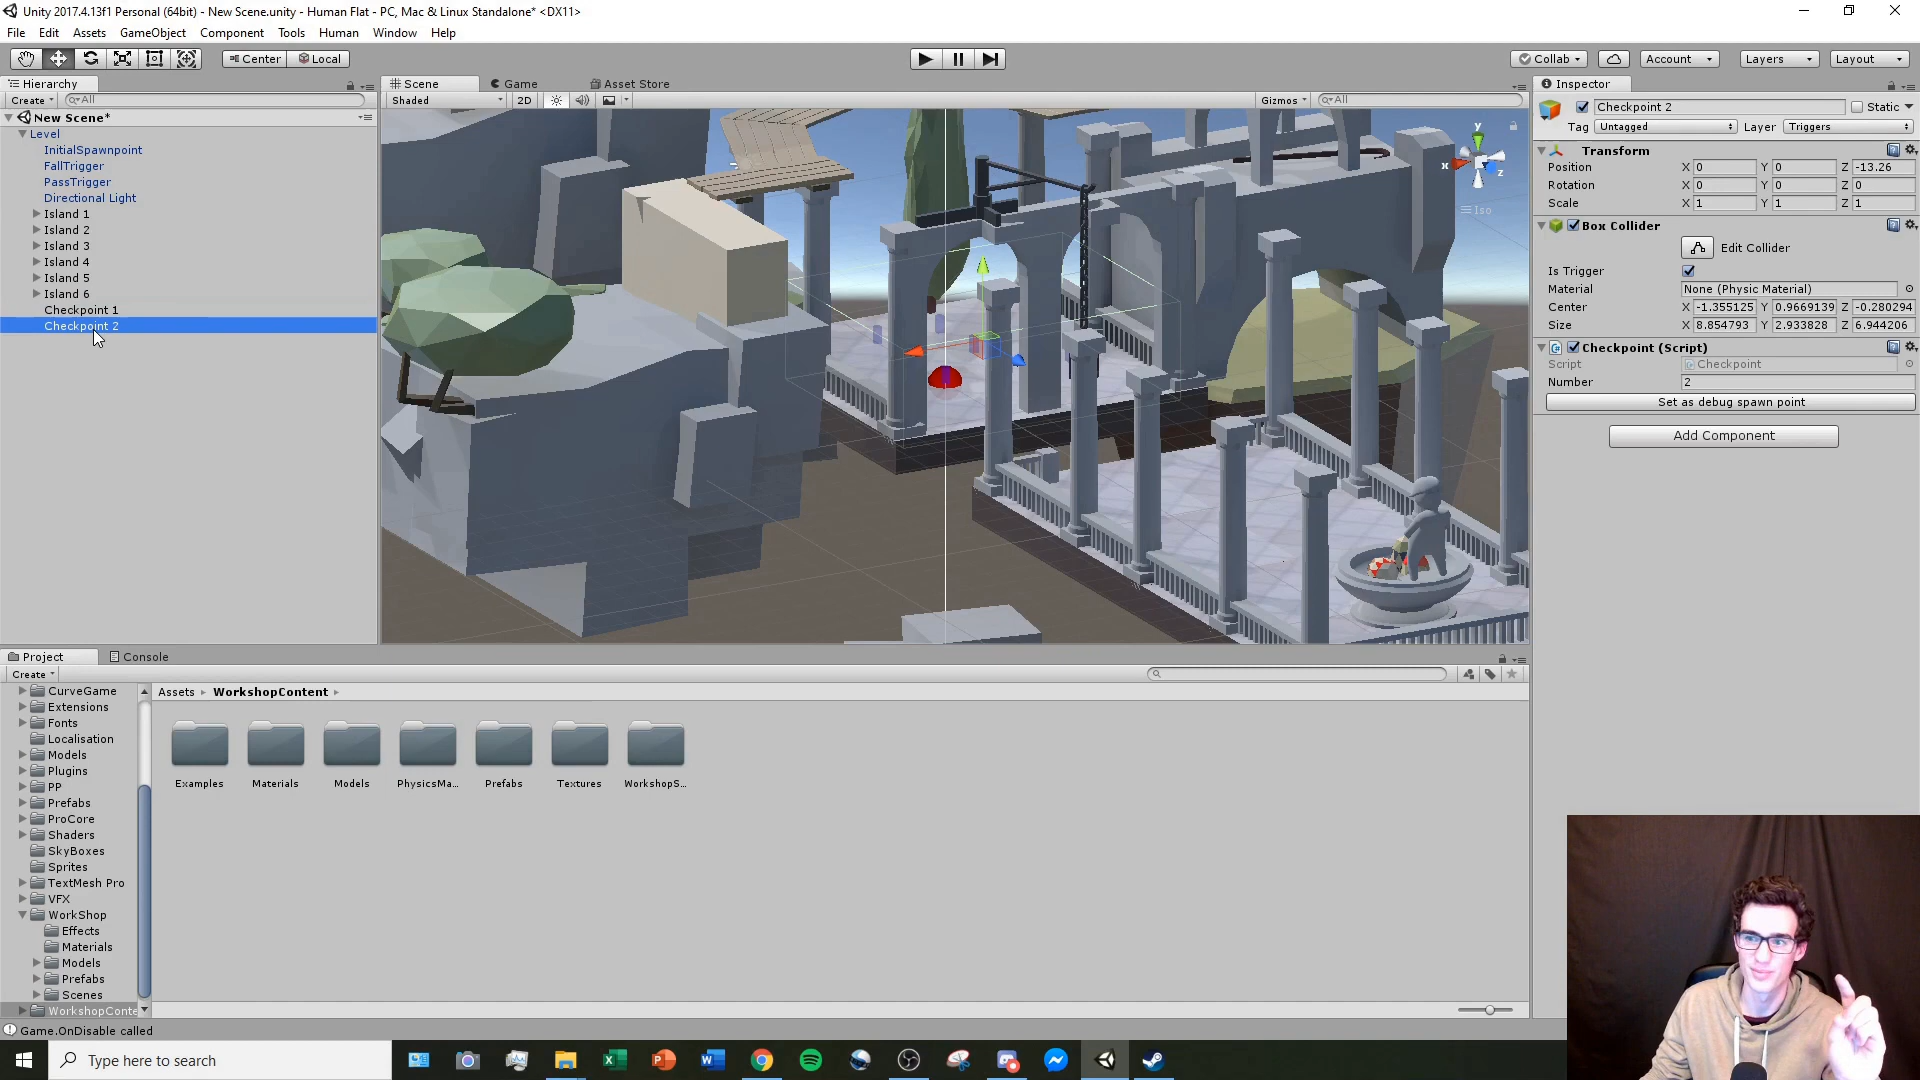 Unity 2017.4.13f1 Personal (64bit) - New Scene.unity - Human Flat - PC, Mac & Linux Standalone* <DX11>
File Edit Assets GameObject Component Tools Human Window Help
Center Local
Collab Account Layers Layout
Hierarchy
Create All
New Scene*
Level
InitialSpawnpoint
FallTrigger
PassTrigger
Directional Light
Island 1
Island 2
Island 3
Island 4
Island 5
Island 6
Checkpoint 1
Checkpoint 2
Scene Game Asset Store
Shaded 2D Gizmos All
y
x
z
Iso
Inspector
Checkpoint 2 Static
Tag Untagged Layer Triggers
Transform
Position X 0 Y 0 Z -13.26
Rotation X 0 Y 0 Z 0
Scale X 1 Y 1 Z 1
Box Collider
Edit Collider
Is Trigger
Material None (Physic Material)
Center X -1.355125 Y 0.9669139 Z -0.280294
Size X 8.854793 Y 2.933828 Z 6.944206
Checkpoint (Script)
Script Checkpoint
Number 2
Set as debug spawn point
Add Component
Project Console
Create
CurveGame
Extensions
Fonts
Localisation
Models
Plugins
PP
Prefabs
ProCore
Shaders
SkyBoxes
Sprites
TextMesh Pro
VFX
WorkShop
Effects
Materials
Models
Prefabs
Scenes
WorkshopConte
Assets WorkshopContent
Examples Materials Models PhysicsMa... Prefabs Textures WorkshopS...
Game.OnDisable called
Type here to search